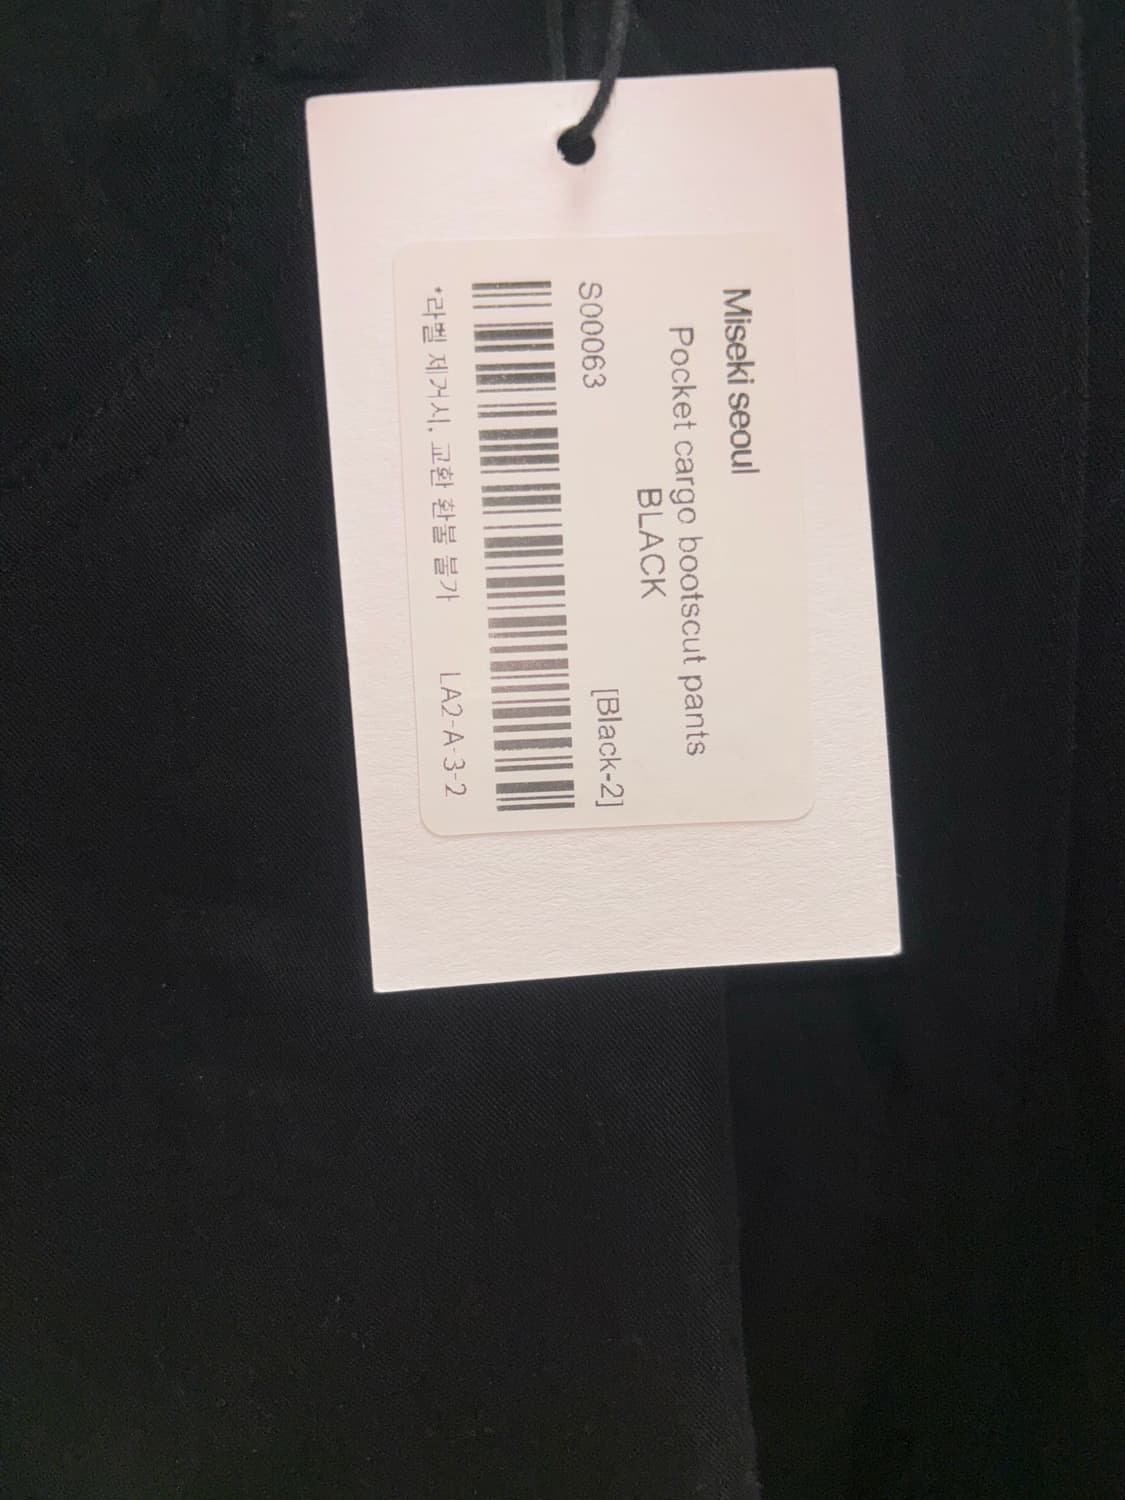 Miseki seoul
Pocket cargo bootscut pants
BLACK
S00063 [Black-2]
*라벨 제거시, 교환 환불 불가 LA2-A-3-2